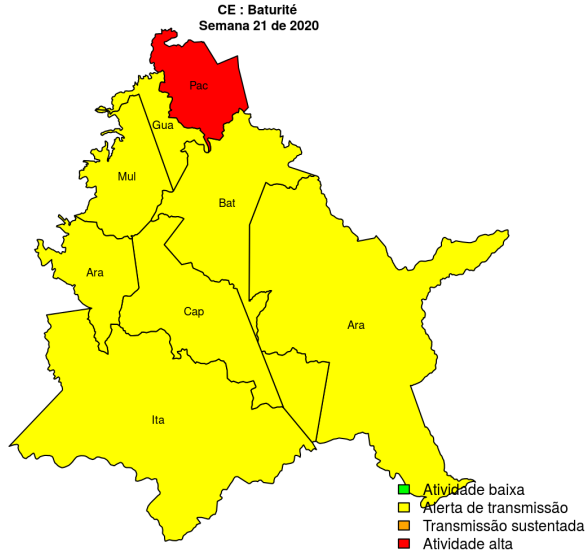 CE : Baturité
Semana 21 de 2020
Pac
Gua
Mul
Bat
Ara
Cap
Ara
Ita
Atividade baixa
Alerta de transmissão
Transmissão sustentada
Atividade alta